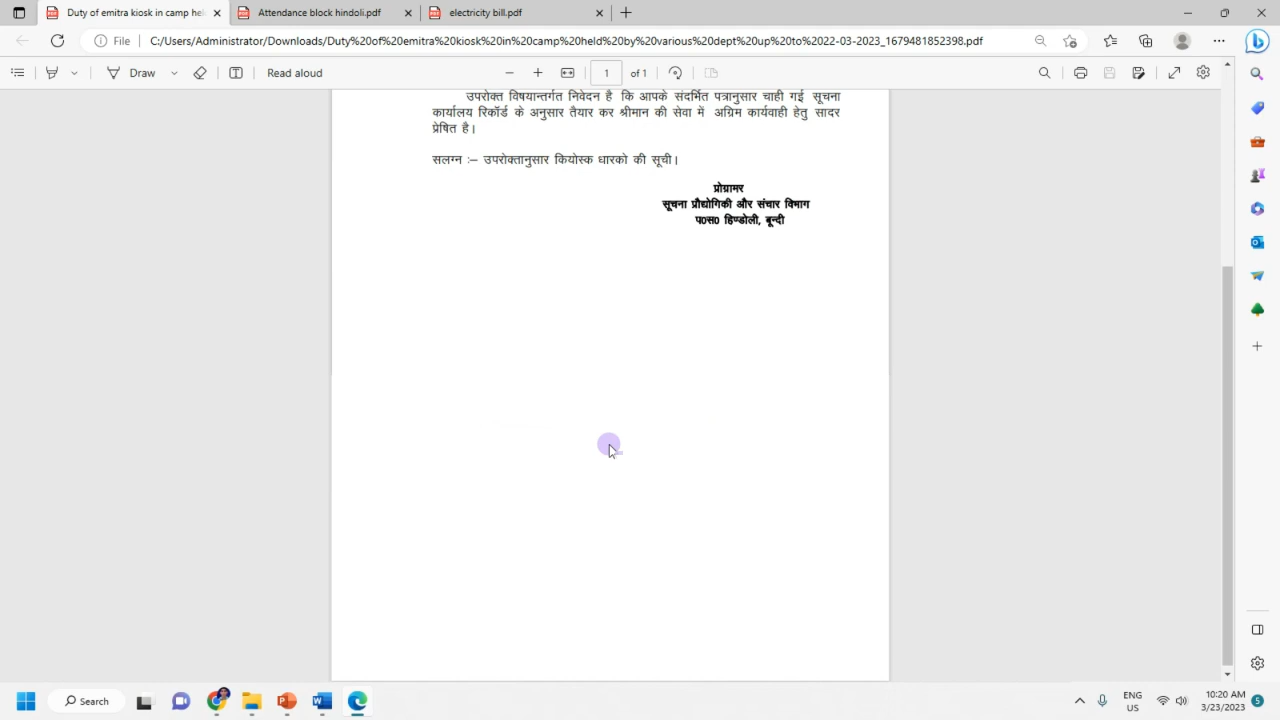 Duty of emitra kiosk in camp hel
Attendance block hindoli.pdf
electricity bill.pdf
File
C:/Users/Administrator/Downloads/Duty%20of%20emitra%20kiosk%20in%20camp%20held%20by%20various%20dept%20up%20to%2022-03-2023_1679481852398.pdf
Draw
Read aloud
1 of 1
उपरोक्त विषयान्तर्गत निवेदन है कि आपके संदर्भित पत्रानुसार चाही गई सूचना
कार्यालय रिकॉर्ड के अनुसार तैयार कर श्रीमान की सेवा में अग्रिम कार्यवाही हेतु सादर
प्रेषित है।
सलग्न :– उपरोक्तानुसार कियोस्क धारको की सूची।
प्रोग्रामर
सूचना प्रौद्योगिकी और संचार विभाग
प0स0 हिण्डोली, बून्दी
Search
ENG
US
10:20 AM
3/23/2023
5